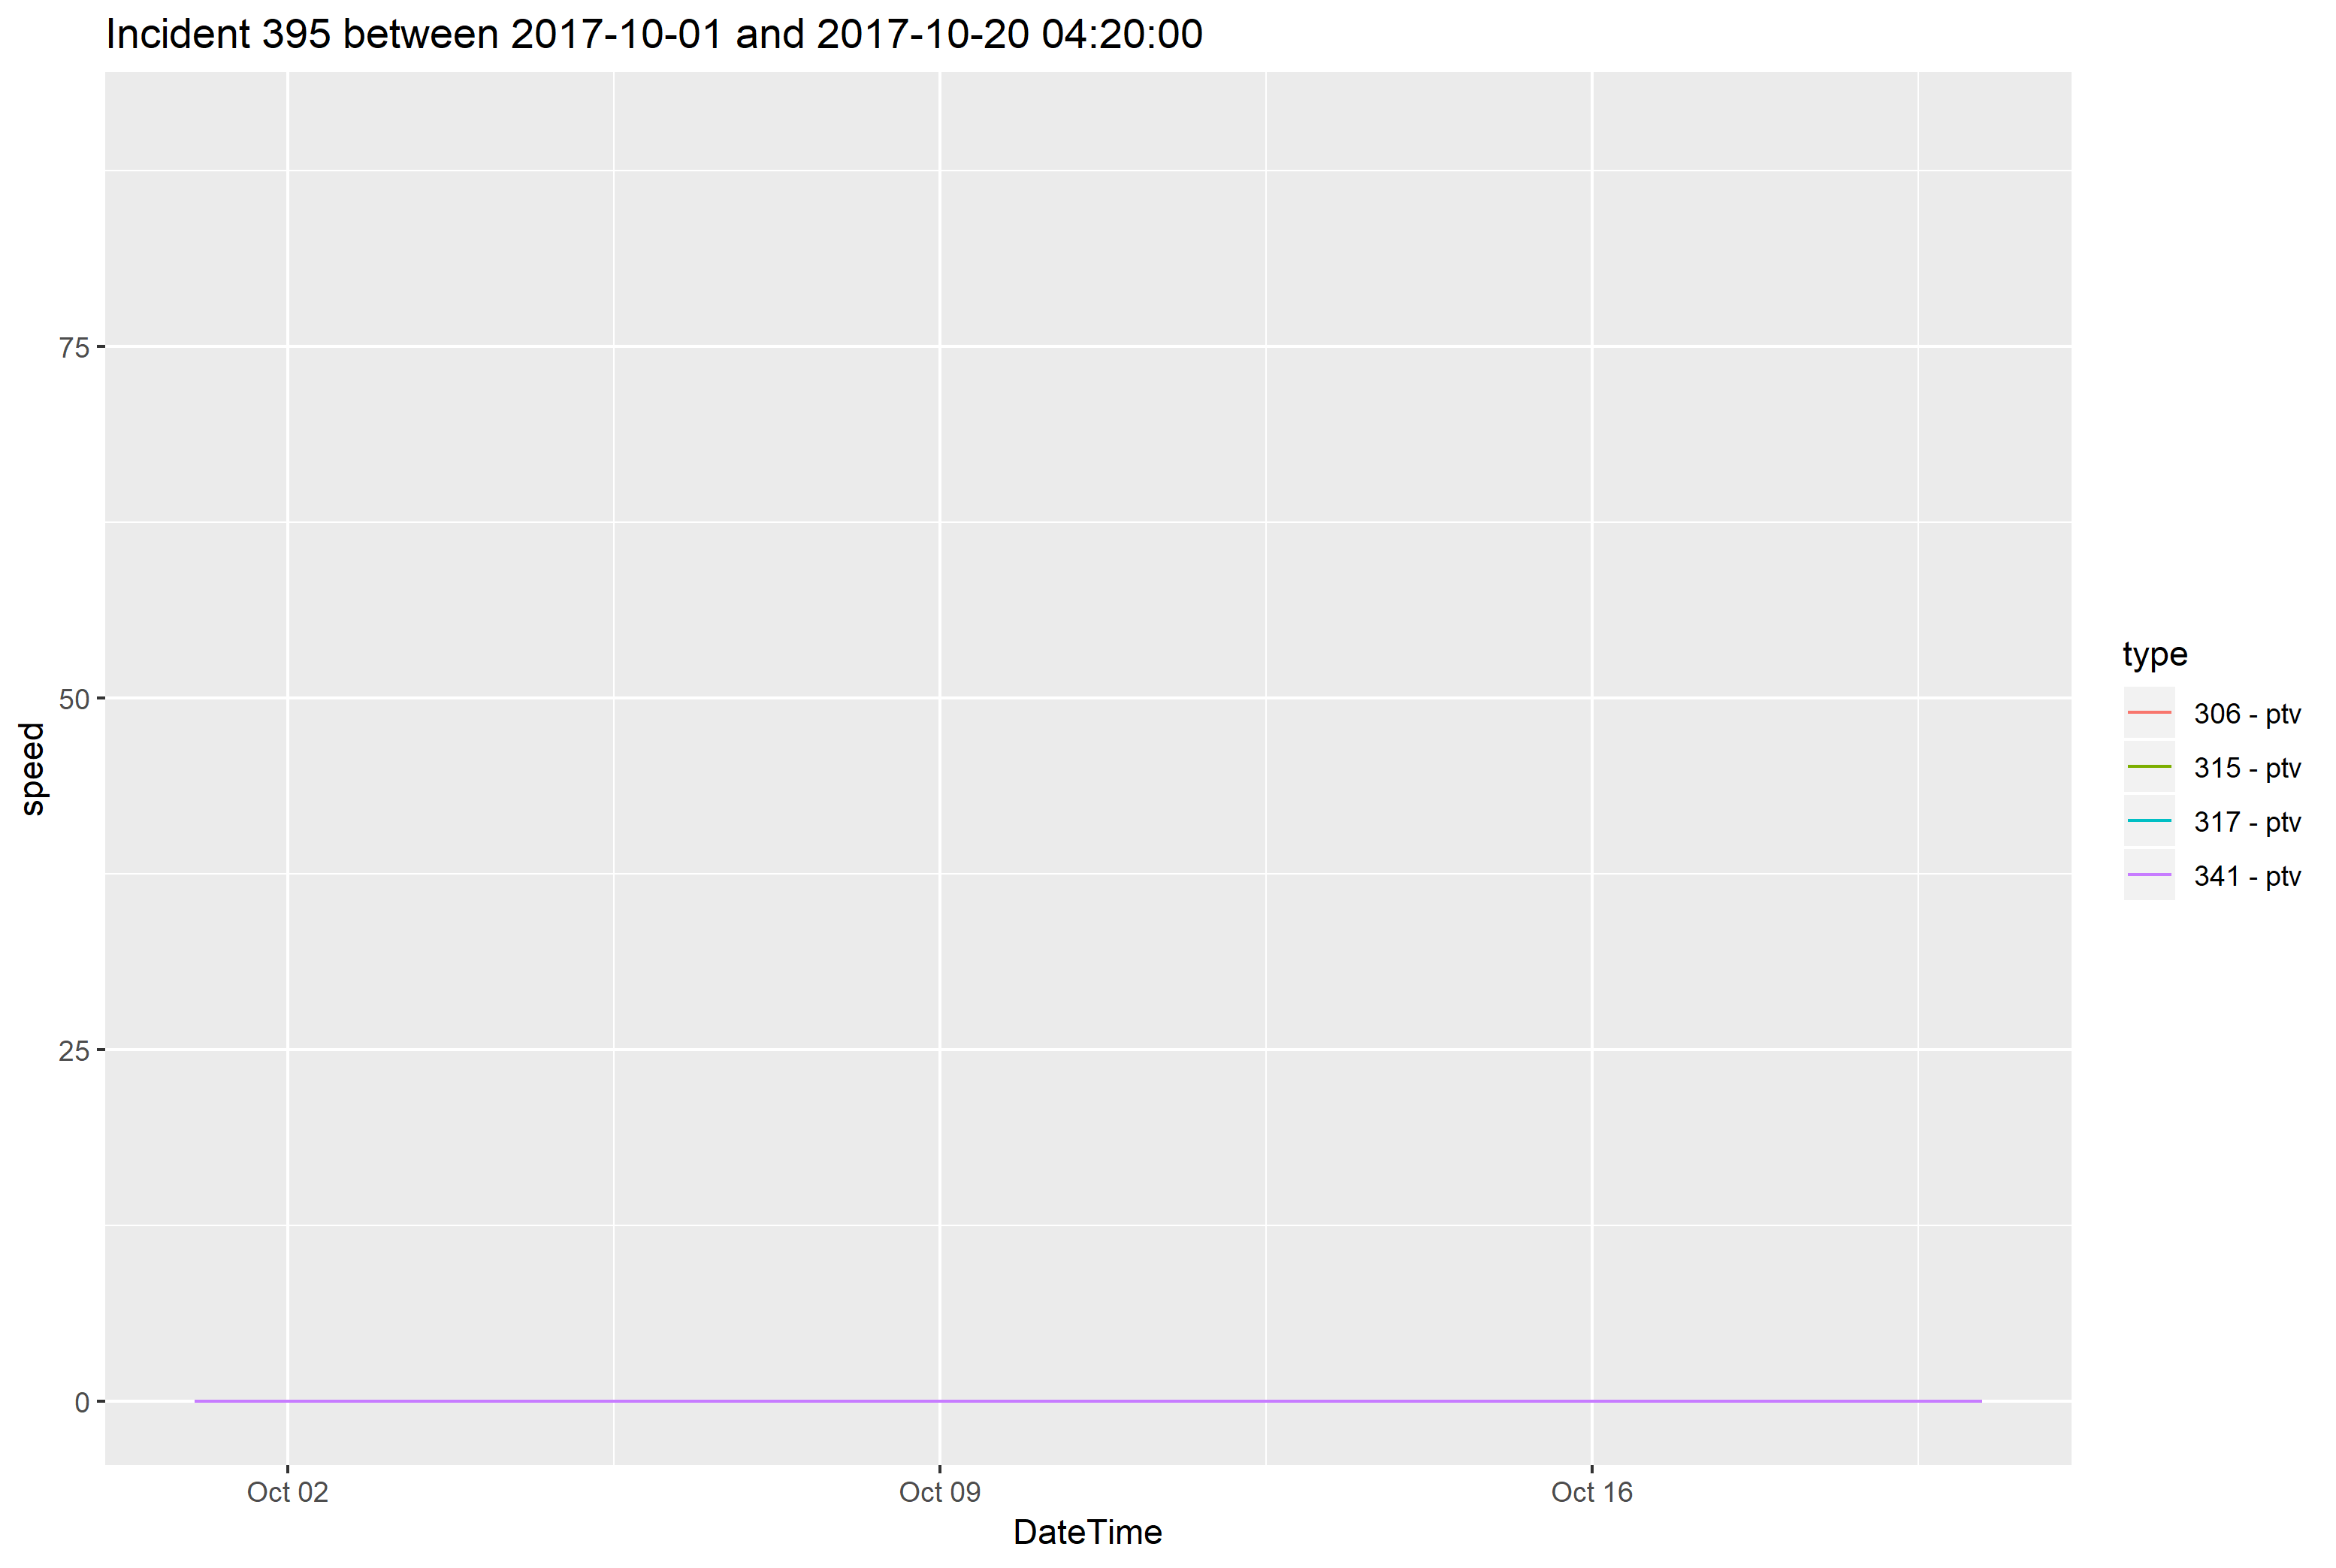 Incident 395 between 2017-10-01 and 2017-10-20 04:20:00
75
50
25
0
speed
Oct 02
Oct 09
Oct 16
DateTime
type
306 - ptv
315 - ptv
317 - ptv
341 - ptv